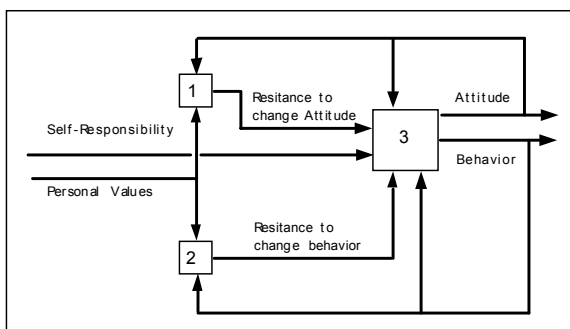 1
Resitance to
change Attitude
Attitude
Self-Responsibility
3
Behavior
Personal Values
Resitance to
change behavior
2